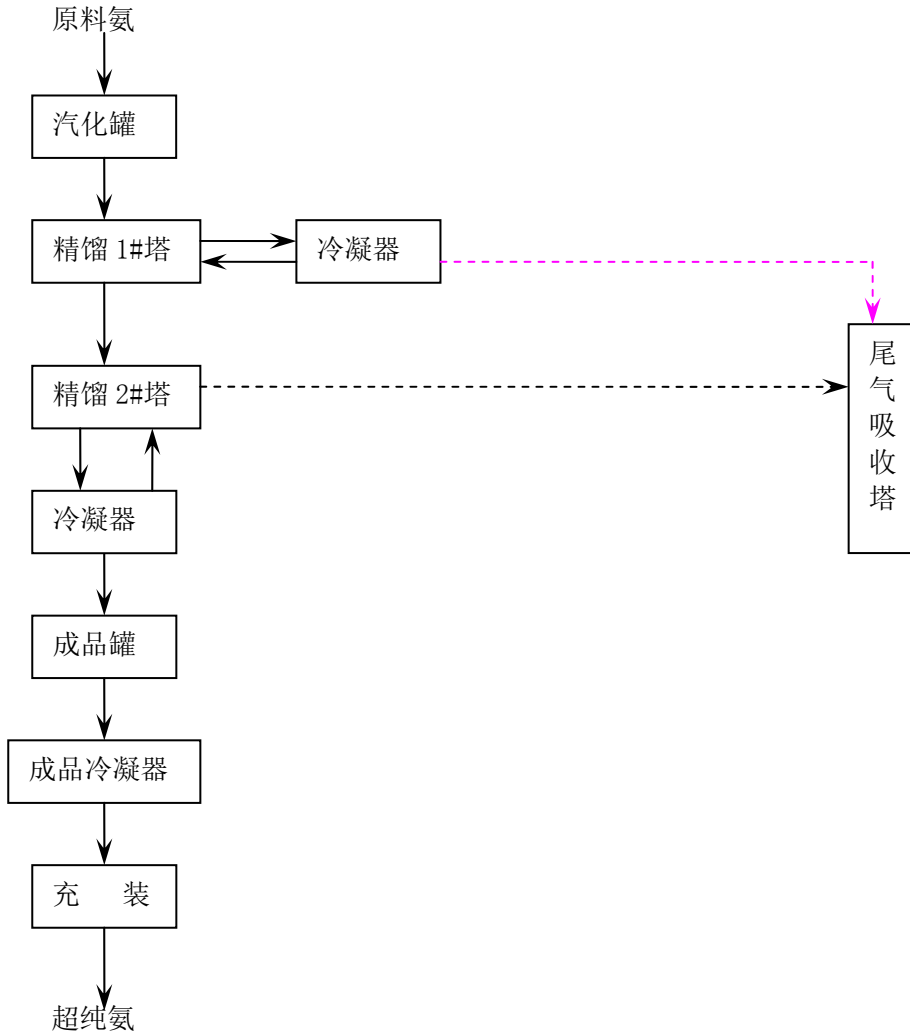 原料氨
汽化罐
精馏 1#塔
冷凝器
精馏 2#塔
尾气吸收塔
冷凝器
成品罐
成品冷凝器
充 装
超纯氨